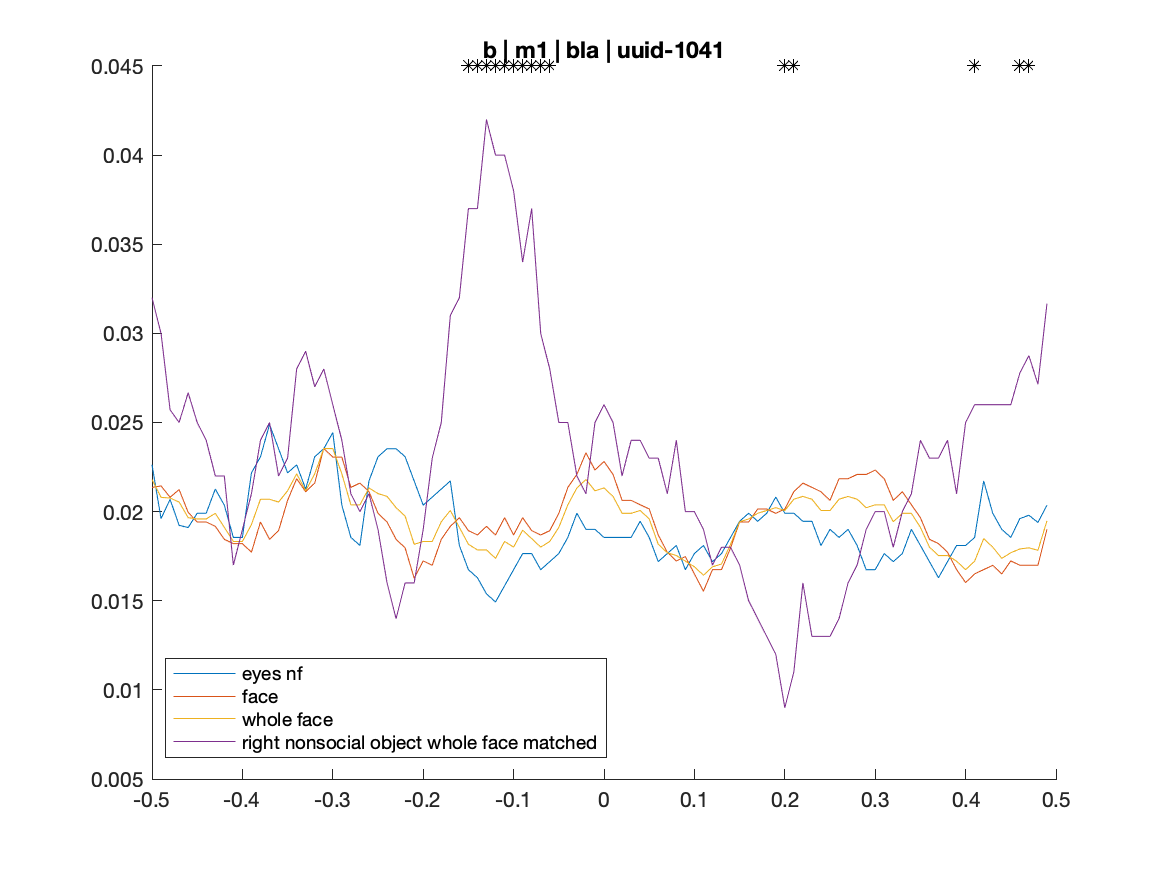 b | m1 | bla | uuid-1041
0.045
0.04
0.035
0.03
0.025
0.02
0.015
0.01
0.005
eyes nf
face
whole face
right nonsocial object whole face matched
-0.5 -0.4 -0.3 -0.2 -0.1 0 0.1 0.2 0.3 0.4 0.5